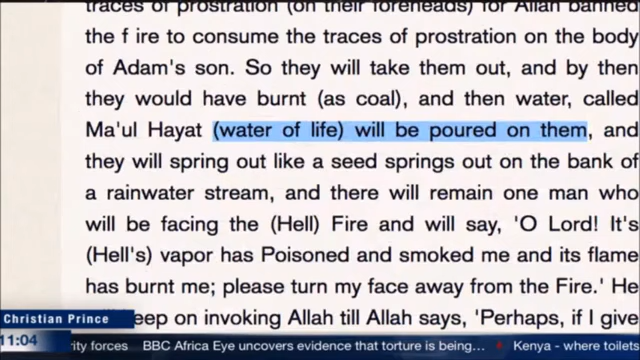 traces of prostration (on their foreheads) for Allah banned
the f ire to consume the traces of prostration on the body
of Adam's son. So they will take them out, and by then
they would have burnt (as coal), and then water, called
Ma'ul Hayat (water of life) will be poured on them, and
they will spring out like a seed springs out on the bank of
a rainwater stream, and there will remain one man who
will be facing the (Hell) Fire and will say, 'O Lord! It's
(Hell's) vapor has Poisoned and smoked me and its flame
has burnt me; please turn my face away from the Fire.' He
eep on invoking Allah till Allah says, 'Perhaps, if I give
Christian Prince
11:04 rity forces BBC Africa Eye uncovers evidence that torture is being... Kenya - where toilets